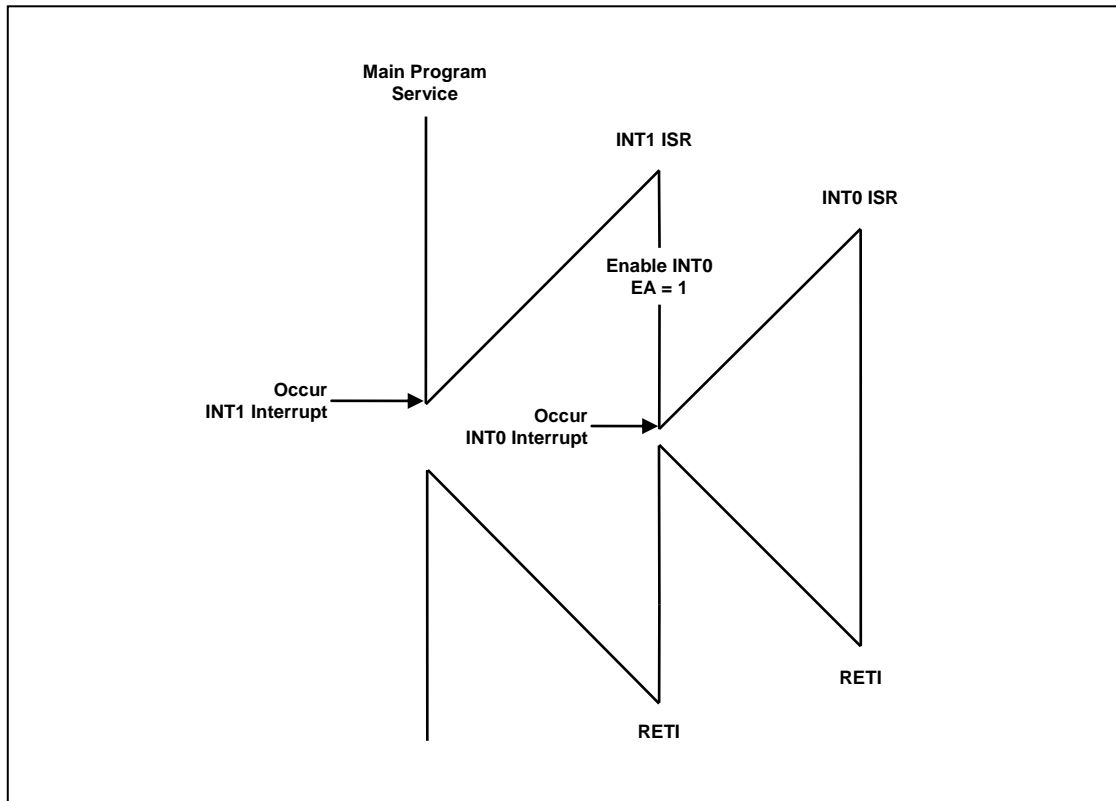 Main Program
Service
INT1 ISR
INT0 ISR
Enable INT0
EA = 1
Occur
INT1 Interrupt
Occur
INT0 Interrupt
RETI
RETI